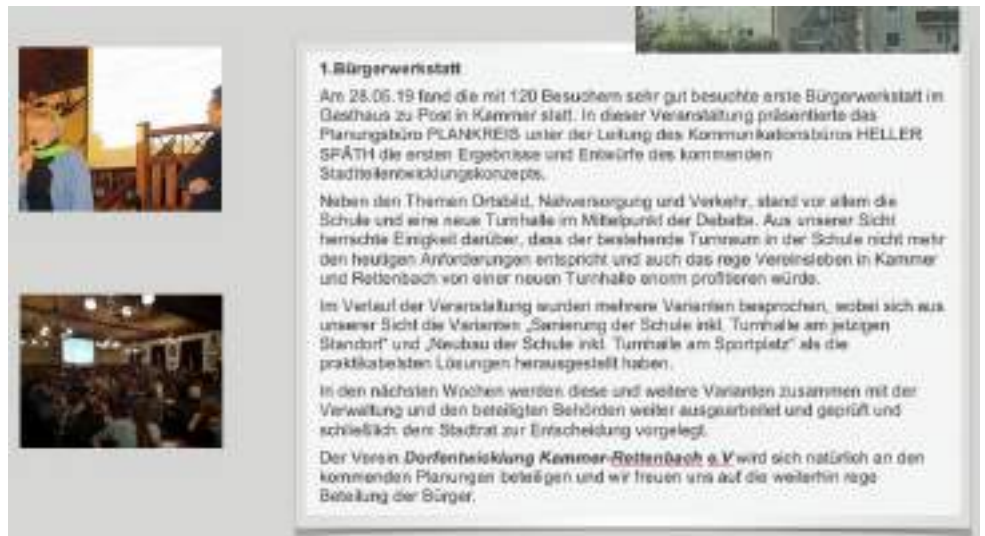 1.Bürgerwerkstatt
Am 28.05.19 fand die mit 120 Besuchern sehr gut besuchte erste Bürgerwerkstatt im
Gasthaus zu Post in Kammer statt. In dieser Veranstaltung präsentierte das
Planungsbüro PLANKREIS unter der Leitung des Kommunikationsbüros HELLER
SPÄTH die ersten Ergebnisse und Entwürfe des kommenden
Stadtteilentwicklungskonzepts.
Neben den Themen Ortsbild, Nahversorgung und Verkehr, stand vor allem die
Schule und eine neue Turnhalle im Mittelpunkt der Debatte. Aus unserer Sicht
herrschte Einigkeit darüber, dass der bestehende Turnraum in der Schule nicht mehr
den heutigen Anforderungen entspricht und auch das rege Vereinsleben in Kammer
und Rettenbach von einer neuen Turnhalle enorm profitieren würde.
Im Verlauf der Veranstaltung wurden mehrere Varianten besprochen, wobei sich aus
unserer Sicht die Varianten „Sanierung der Schule inkl. Turnhalle am jetzigen
Standort" und „Neubau der Schule inkl. Turnhalle am Sportplatz" als die
praktikabelsten Lösungen herausgestellt haben.
In den nächsten Wochen werden diese und weitere Varianten zusammen mit der
Verwaltung und den beteiligten Behörden weiter ausgearbeitet und geprüft und
schließlich dem Stadtrat zur Entscheidung vorgelegt.
Der Verein Dorfentwicklung Kammer-Rettenbach e.V wird sich natürlich an den
kommenden Planungen beteiligen und wir freuen uns auf die weiterhin rege
Beteilung der Bürger.